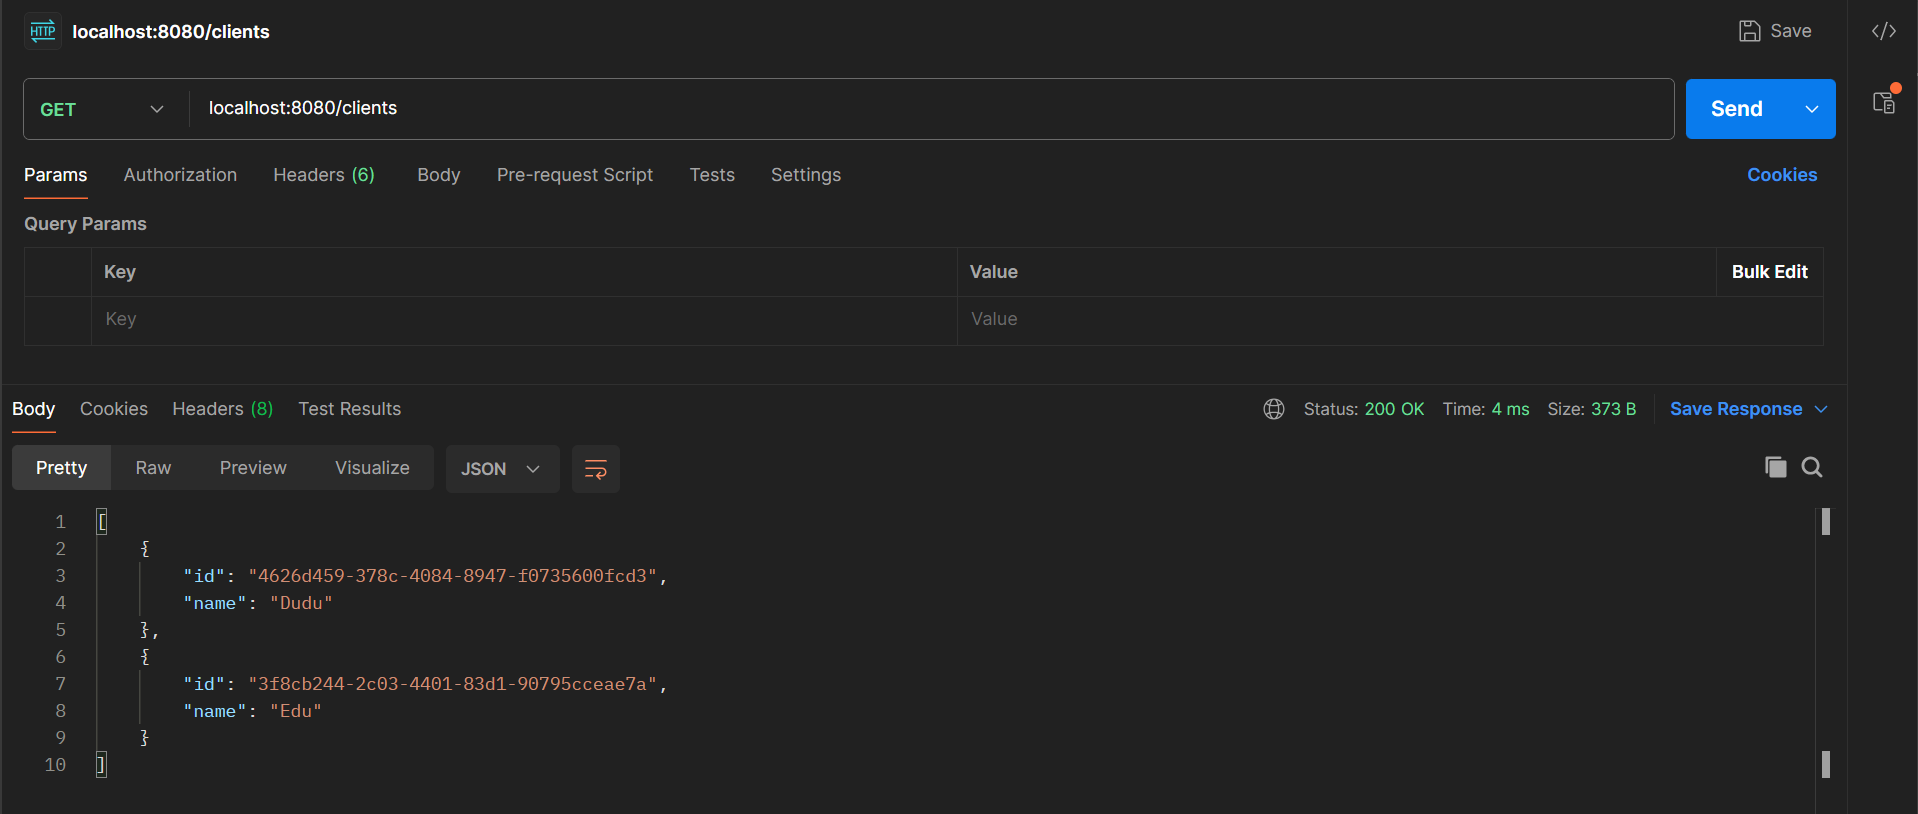 HTTP localhost:8080/clients Save
GET localhost:8080/clients Send
Params Authorization Headers (6) Body Pre-request Script Tests Settings Cookies
Query Params
Key Value Bulk Edit
Key Value
Body Cookies Headers (8) Test Results Status: 200 OK Time: 4 ms Size: 373 B Save Response
Pretty Raw Preview Visualize JSON
1 [
2 {
3 "id": "4626d459-378c-4084-8947-f0735600fcd3",
4 "name": "Dudu"
5 },
6 {
7 "id": "3f8cb244-2c03-4401-83d1-90795cceae7a",
8 "name": "Edu"
9 }
10 ]